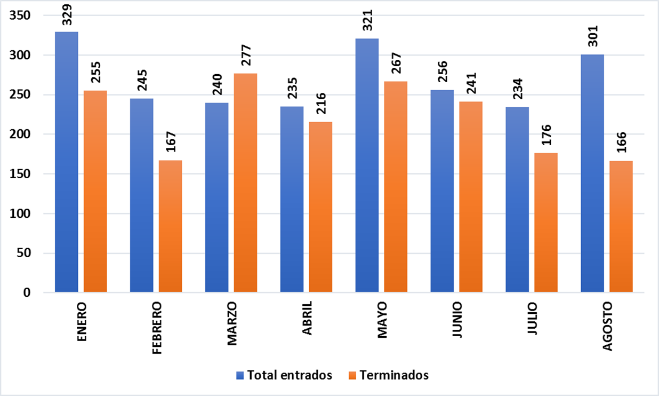 350
300
250
200
150
100
50
0
329
255
245
167
240
277
235
216
321
267
256
241
234
176
301
166
ENERO
FEBRERO
MARZO
ABRIL
MAYO
JUNIO
JULIO
AGOSTO
Total entrados
Terminados